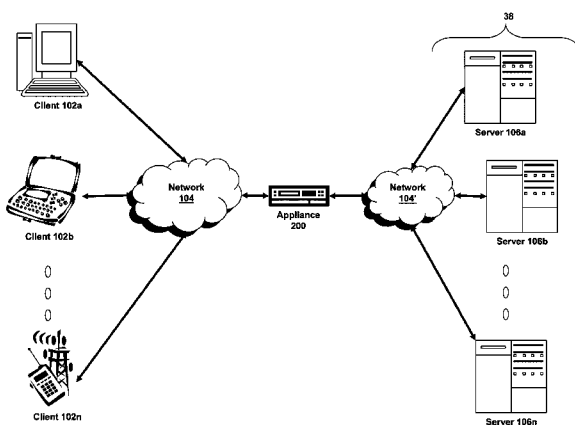 38
Client 102a
Server 106a
Network
104
Appliance
200
Network
104'
Client 102b
Server 106b
Client 102n
Server 106n